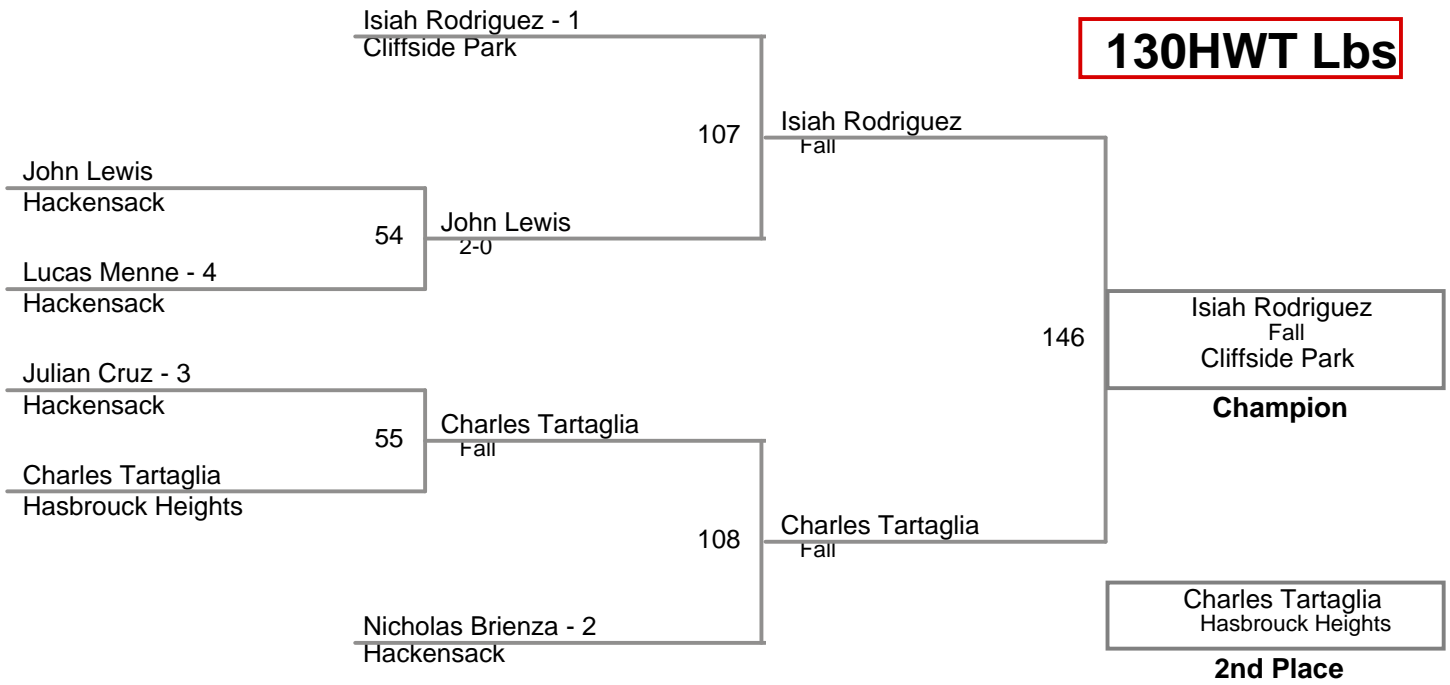 Isiah Rodriguez - 1
Cliffside Park
130HWT Lbs
107
Isiah Rodriguez
Fall
John Lewis
Hackensack
54
John Lewis
2-0
Lucas Menne - 4
Hackensack
146
Isiah Rodriguez
Fall
Cliffside Park
Champion
Julian Cruz - 3
Hackensack
55
Charles Tartaglia
Fall
Charles Tartaglia
Hasbrouck Heights
108
Charles Tartaglia
Fall
Nicholas Brienza - 2
Hackensack
Charles Tartaglia
Hasbrouck Heights
2nd Place